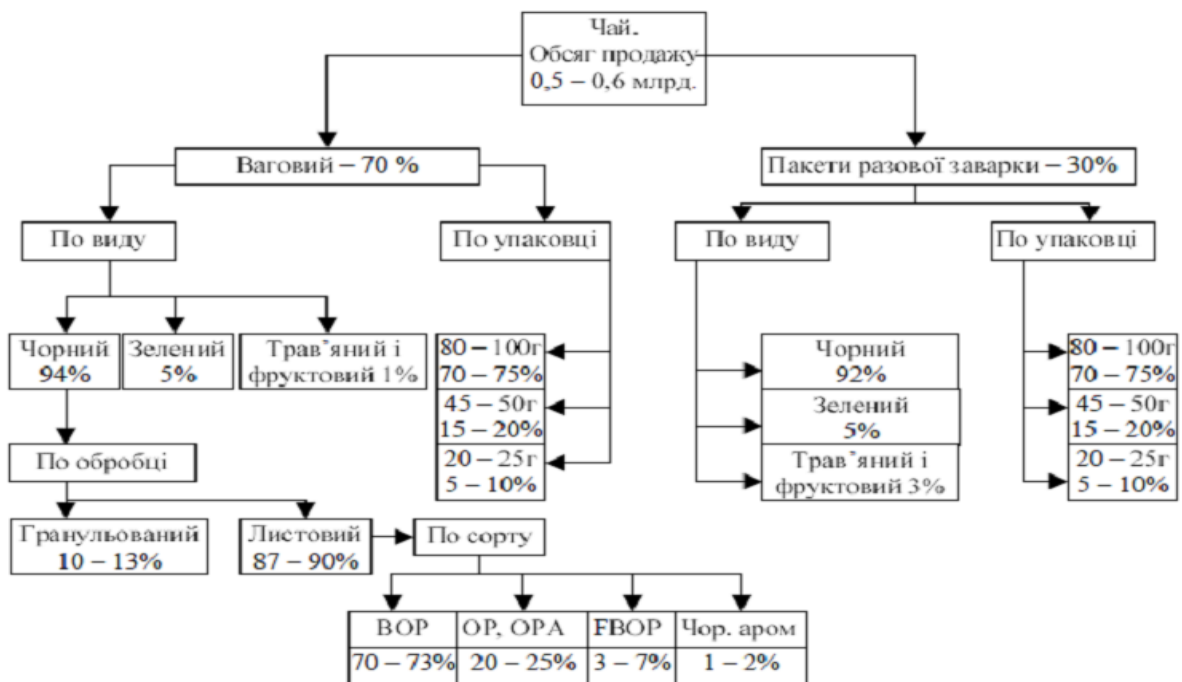 Чай.
Обсяг продажу
0,5 – 0,6 млрд.
Ваговий – 70 %
Пакети разової заварки – 30%
По виду
По упаковці
По виду
По упаковці
Чорний
94%
Зелений
5%
Трав’яний і
фруктовий 1%
80 – 100г
70 – 75%
45 – 50г
15 – 20%
20 – 25г
5 – 10%
Чорний
92%
Зелений
5%
Трав’яний і
фруктовий 3%
80 – 100г
70 – 75%
45 – 50г
15 – 20%
20 – 25г
5 – 10%
По обробці
Гранульований
10 – 13%
Листовий
87 – 90%
По сорту
BOP
70 – 73%
OP, OPA
20 – 25%
FBOP
3 – 7%
Чор. аром
1 – 2%